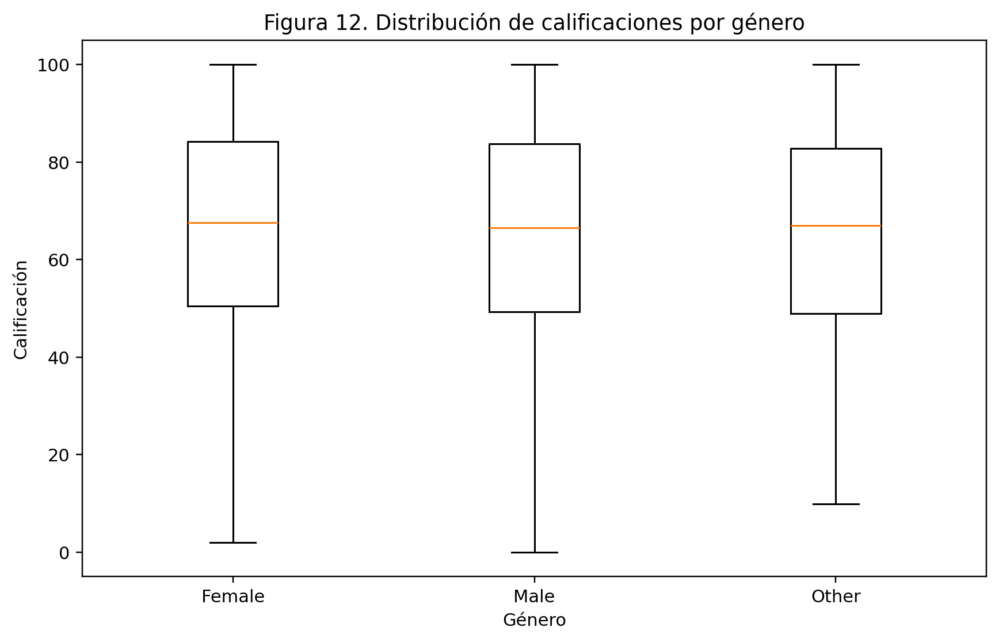 Figura 12. Distribución de calificaciones por género
100
80
60
40
20
0
Calificación
Female
Male
Other
Género